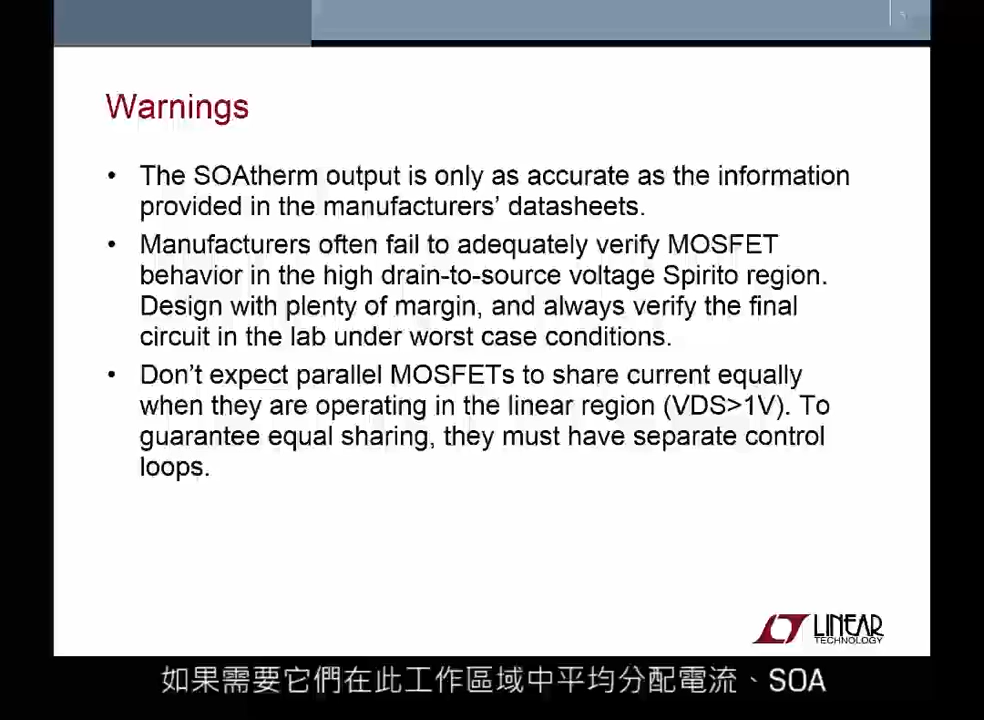 Warnings
• The SOAtherm output is only as accurate as the information
provided in the manufacturers’ datasheets.
• Manufacturers often fail to adequately verify MOSFET
behavior in the high drain-to-source voltage Spirito region.
Design with plenty of margin, and always verify the final
circuit in the lab under worst case conditions.
• Don’t expect parallel MOSFETs to share current equally
when they are operating in the linear region (VDS>1V). To
guarantee equal sharing, they must have separate control
loops.
LINEAR
TECHNOLOGY
如果需要它們在此工作區域中平均分配電流、SOA